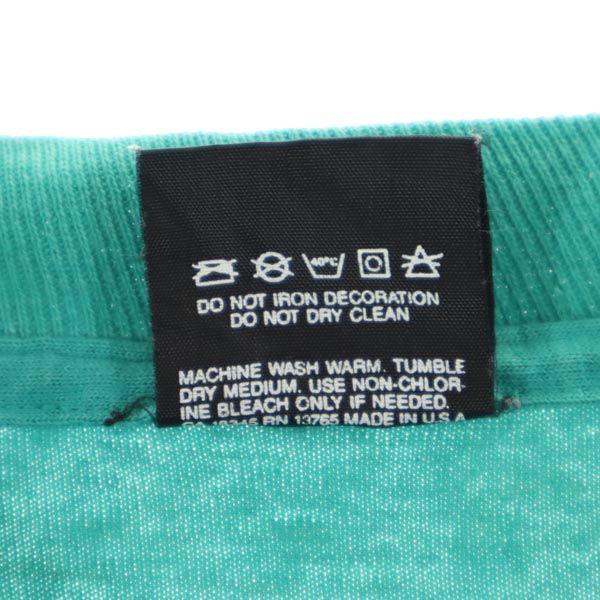 40°C
DO NOT IRON DECORATION
DO NOT DRY CLEAN
MACHINE WASH WARM. TUMBLE
DRY MEDIUM. USE NON-CHLOR-
INE BLEACH ONLY IF NEEDED.
RN 13765 MADE IN U.S.A